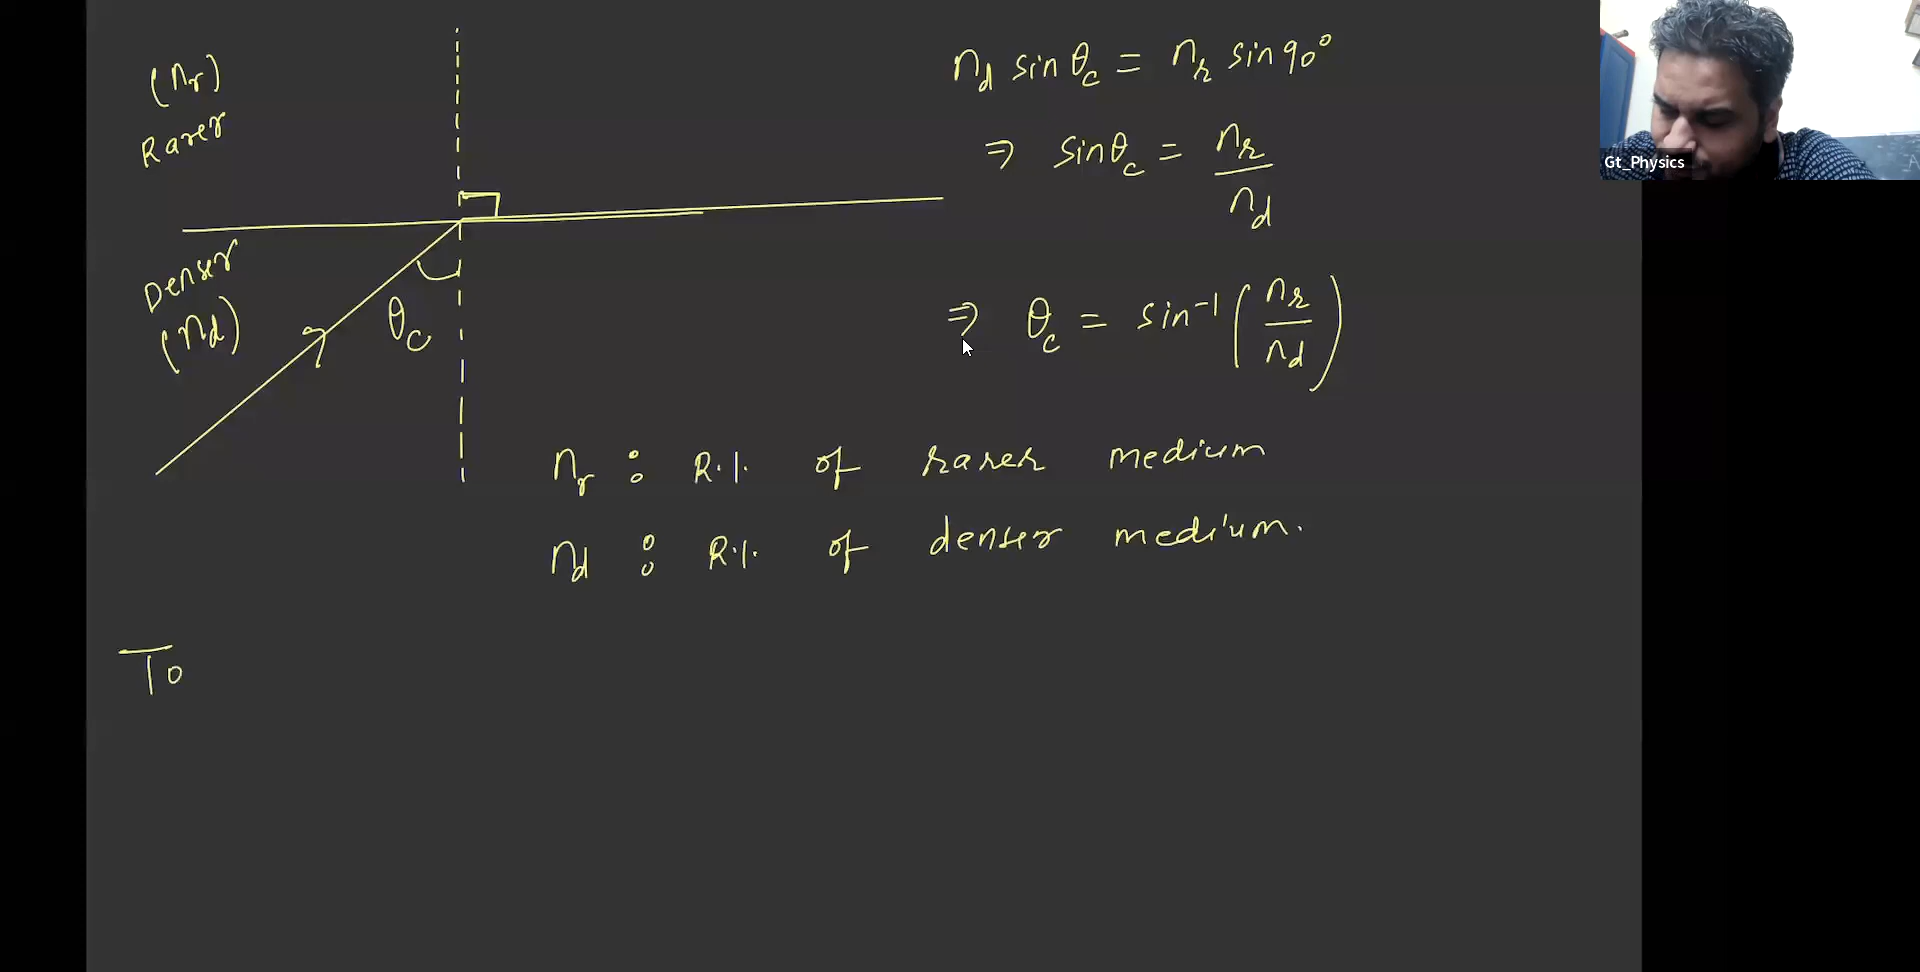 (nr)
Rarer
Denser
(nd)
θc
nd sin θc = nr sin 90°
⇒ sin θc = nr / nd
⇒ θc = sin⁻¹ (nr / nd)
nr : R.I. of rarer medium
nd : R.I. of denser medium.
To
Gt_Physics